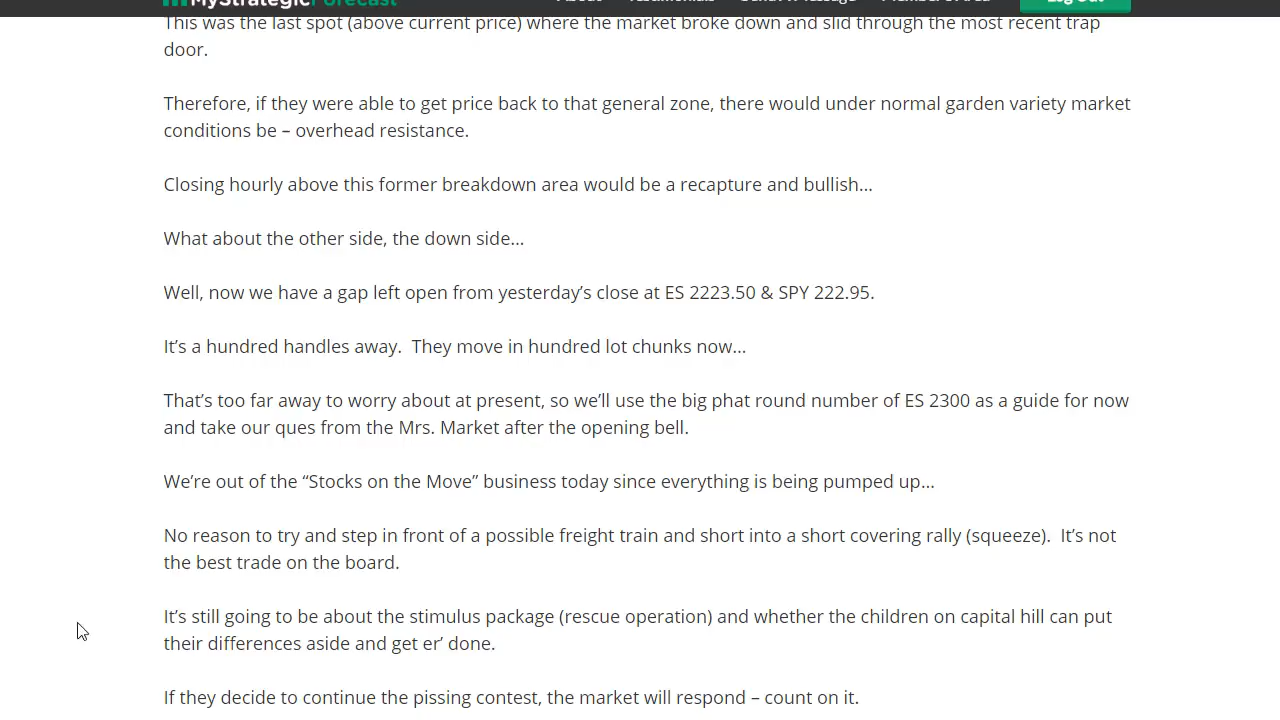 MyStrategicForecast About Testimonials Send A Message Members Area Log Out
This was the last spot (above current price) where the market broke down and slid through the most recent trap
door.
Therefore, if they were able to get price back to that general zone, there would under normal garden variety market
conditions be – overhead resistance.
Closing hourly above this former breakdown area would be a recapture and bullish…
What about the other side, the down side…
Well, now we have a gap left open from yesterday’s close at ES 2223.50 & SPY 222.95.
It’s a hundred handles away.  They move in hundred lot chunks now…
That’s too far away to worry about at present, so we’ll use the big phat round number of ES 2300 as a guide for now
and take our ques from the Mrs. Market after the opening bell.
We’re out of the “Stocks on the Move” business today since everything is being pumped up…
No reason to try and step in front of a possible freight train and short into a short covering rally (squeeze).  It’s not
the best trade on the board.
It’s still going to be about the stimulus package (rescue operation) and whether the children on capital hill can put
their differences aside and get er’ done.
If they decide to continue the pissing contest, the market will respond – count on it.